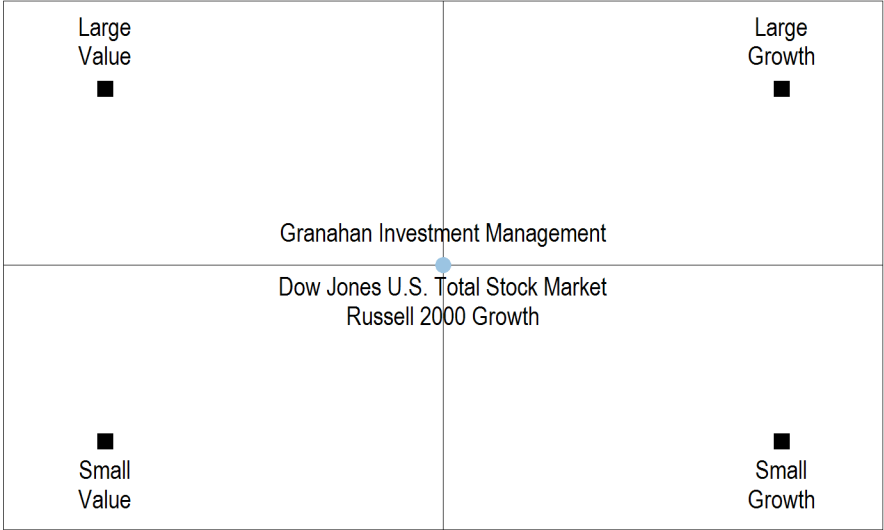 Large
Value
Large
Growth
Granahan Investment Management
Dow Jones U.S. Total Stock Market
Russell 2000 Growth
Small
Value
Small
Growth